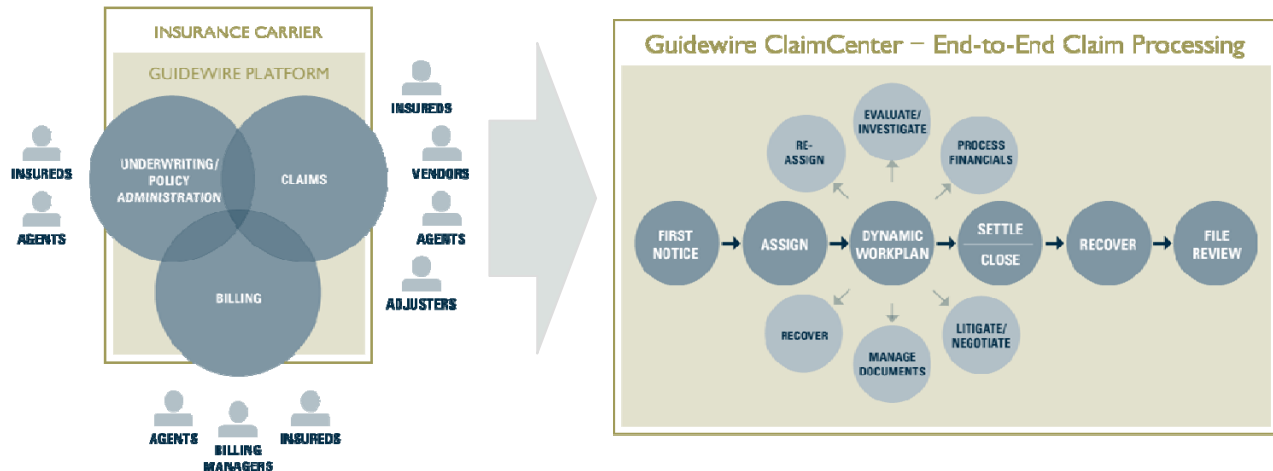 INSURANCE CARRIER
GUIDEWIRE PLATFORM
INSUREDS
AGENTS
UNDERWRITING/
POLICY
ADMINISTRATION
CLAIMS
BILLING
INSUREDS
VENDORS
AGENTS
ADJUSTERS
AGENTS
BILLING
MANAGERS
INSUREDS
Guidewire ClaimCenter – End-to-End Claim Processing
RE-
ASSIGN
EVALUATE/
INVESTIGATE
PROCESS
FINANCIALS
FIRST
NOTICE
ASSIGN
DYNAMIC
WORKPLAN
SETTLE
CLOSE
RECOVER
FILE
REVIEW
RECOVER
MANAGE
DOCUMENTS
LITIGATE/
NEGOTIATE